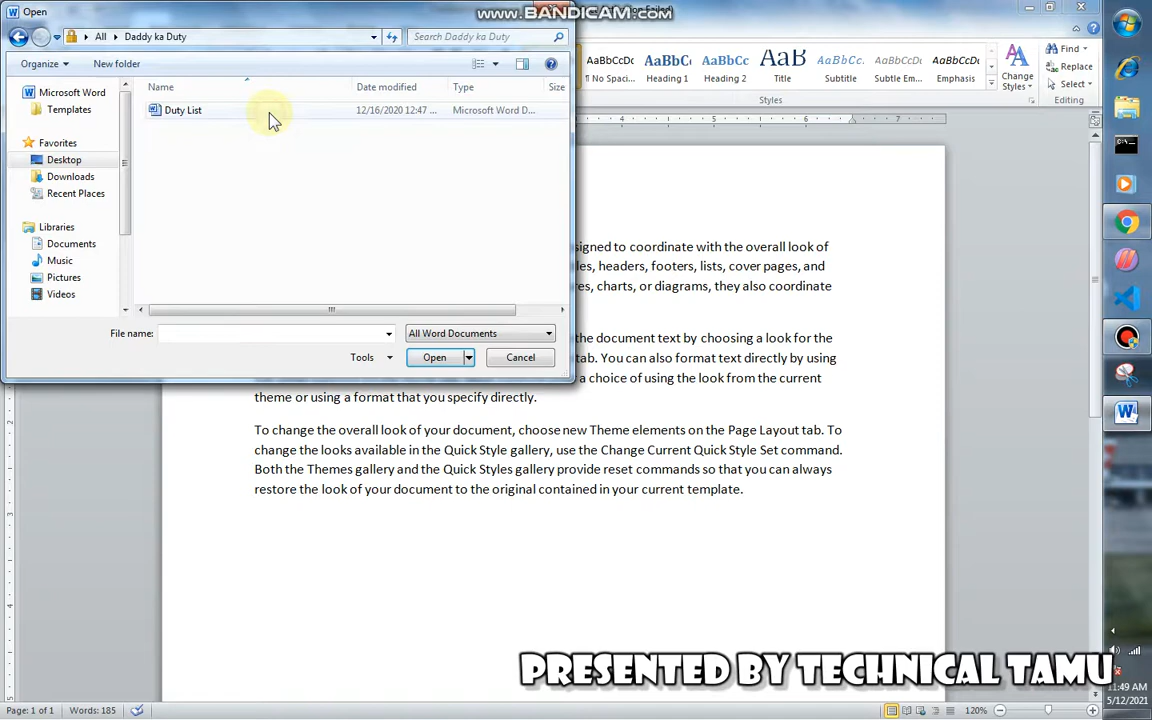 Open
www.BANDICAM.com
All
Daddy ka Duty
Search Daddy ka Duty
Organize
New folder
Microsoft Word
Templates
Favorites
Desktop
Downloads
Recent Places
Libraries
Documents
Music
Pictures
Videos
Name
Date modified
Type
Size
Duty List
12/16/2020 12:47 ...
Microsoft Word D...
File name:
All Word Documents
Tools
Open
Cancel
AaBbCcDc
AaBbC
AaBbCc
AaB
AaBbCc.
AaBbCcDc
¶ No Spaci...
Heading 1
Heading 2
Title
Subtitle
Emphasis
Change
Styles
Styles
Find
Replace
Select
Editing
4
5
6
7
signed to coordinate with the overall look of
les, headers, footers, lists, cover pages, and
res, charts, or diagrams, they also coordinate
the document text by choosing a look for the
tab. You can also format text directly by using
a choice of using the look from the current
theme or using a format that you specify directly.
To change the overall look of your document, choose new Theme elements on the Page Layout tab. To
change the looks available in the Quick Style gallery, use the Change Current Quick Style Set command.
Both the Themes gallery and the Quick Styles gallery provide reset commands so that you can always
restore the look of your document to the original contained in your current template.
PRESENTED BY TECHNICAL TAMU
Page: 1 of 1
Words: 185
120%
11:49 AM
5/12/2021